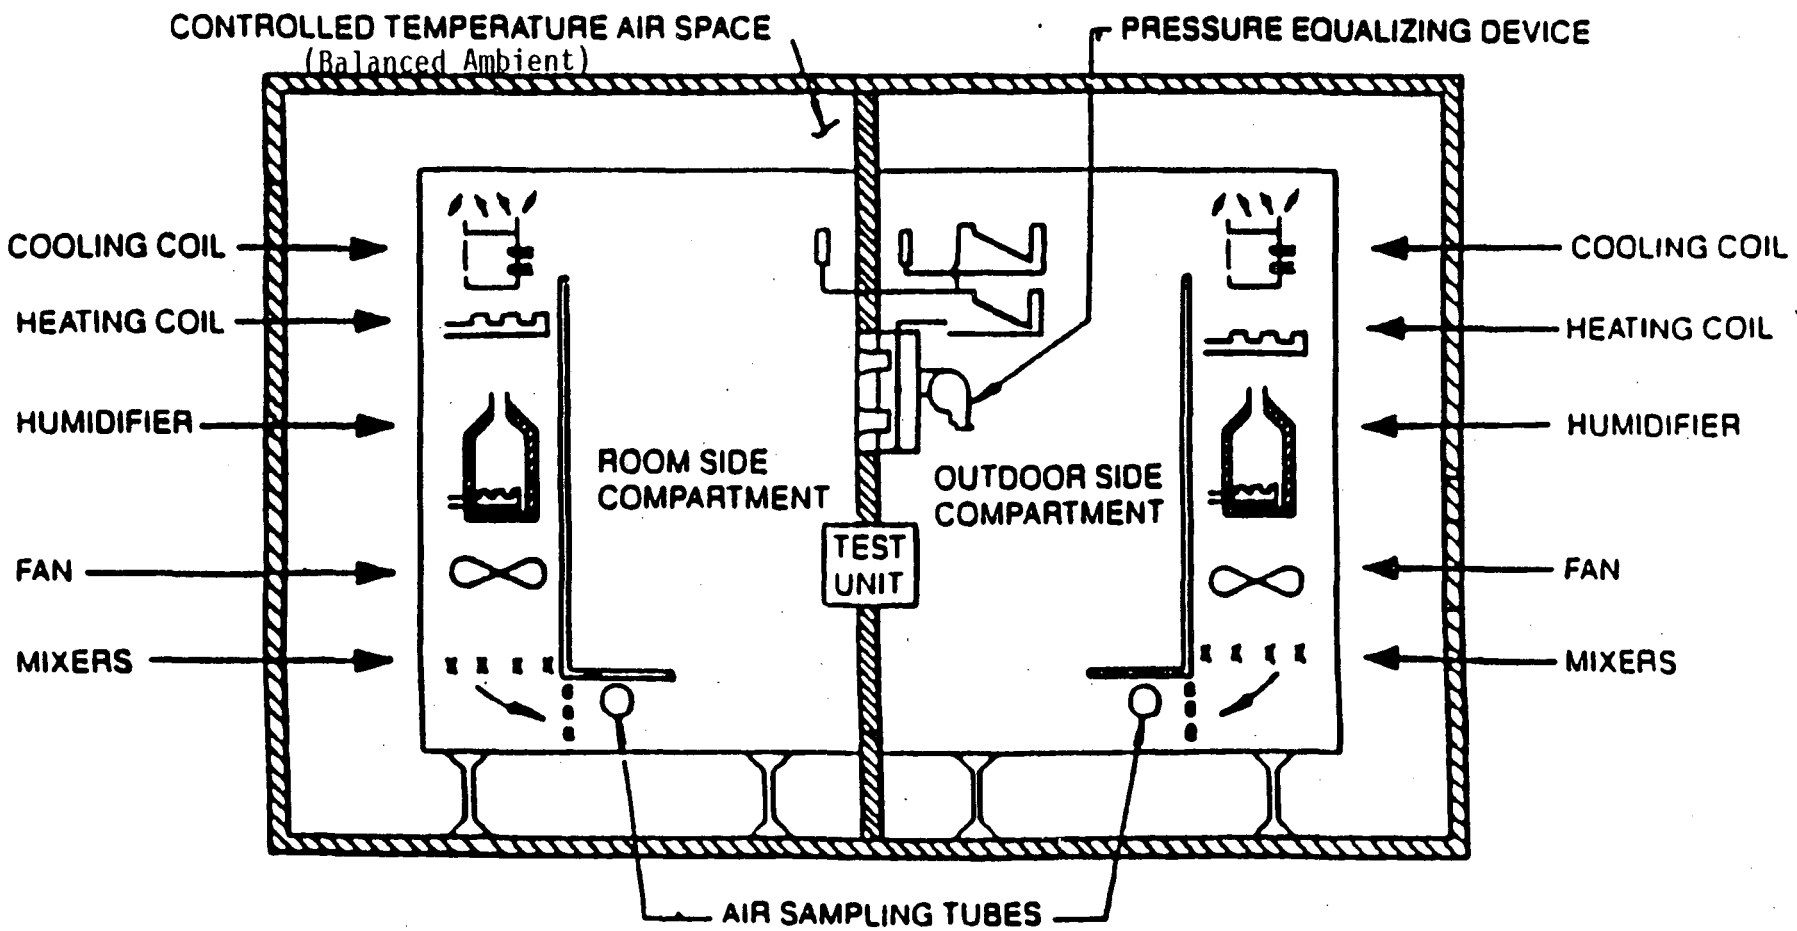 CONTROLLED TEMPERATURE AIR SPACE
(Balanced Ambient)
PRESSURE EQUALIZING DEVICE
COOLING COIL
HEATING COIL
HUMIDIFIER
FAN
MIXERS
ROOM SIDE
COMPARTMENT
TEST
UNIT
OUTDOOR SIDE
COMPARTMENT
COOLING COIL
HEATING COIL
HUMIDIFIER
FAN
MIXERS
AIR SAMPLING TUBES